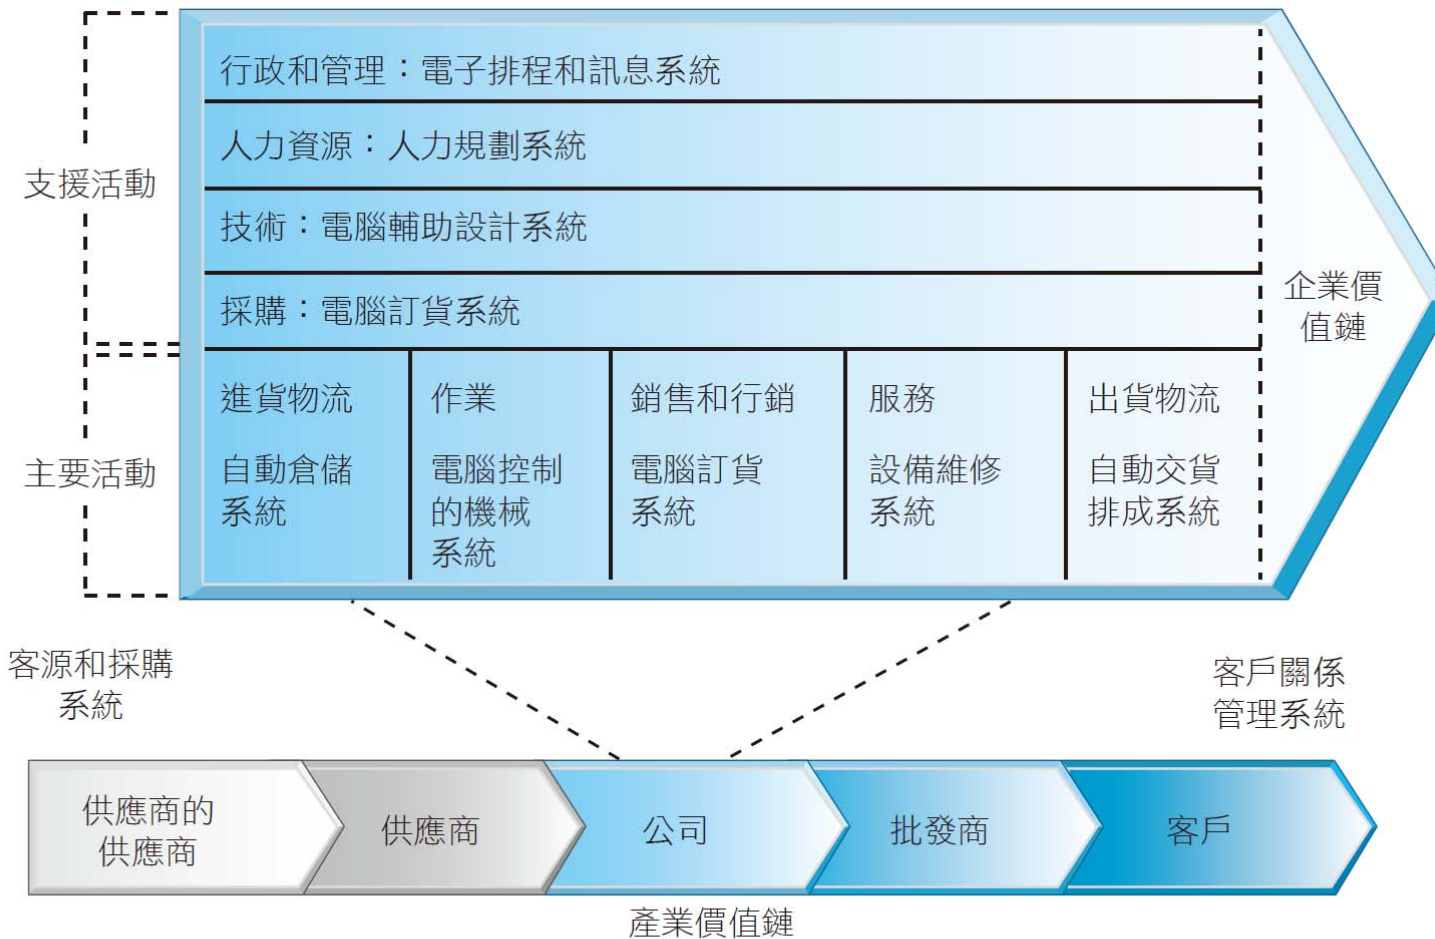 行政和管理：電子排程和訊息系統
人力資源：人力規劃系統
技術：電腦輔助設計系統
採購：電腦訂貨系統
支援活動
企業價
值鏈
主要活動
進貨物流
自動倉儲
系統
作業
電腦控制
的機械
系統
銷售和行銷
電腦訂貨
系統
服務
設備維修
系統
出貨物流
自動交貨
排成系統
客源和採購
系統
客戶關係
管理系統
供應商的
供應商
供應商
公司
批發商
客戶
產業價值鏈